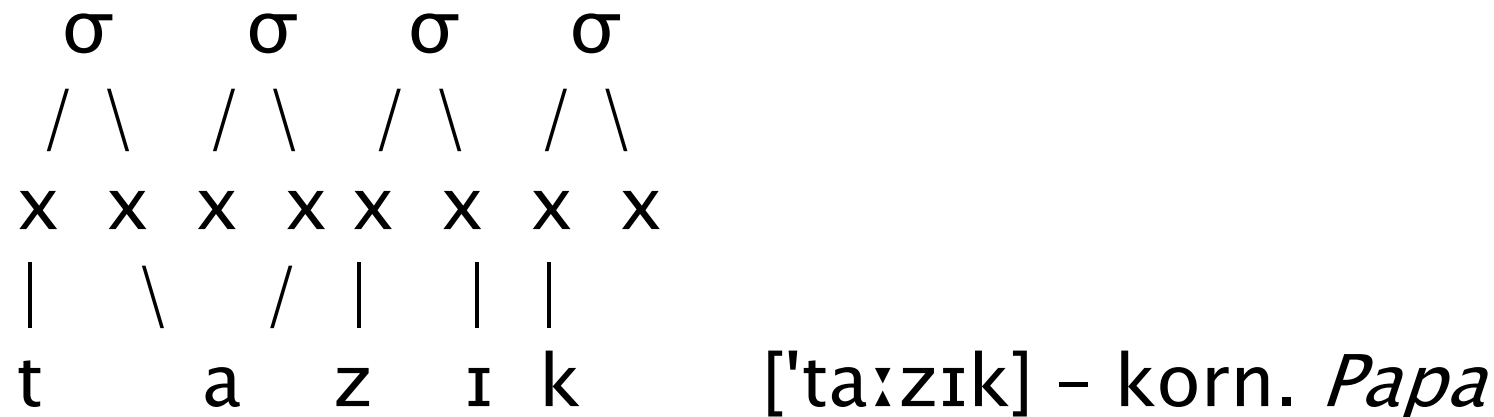 σ σ σ σ
/ \ / \ / \ / \
x x x x x x x x
| \ / | | |
t a z ɪ k ['taːzɪk] – korn. Papa